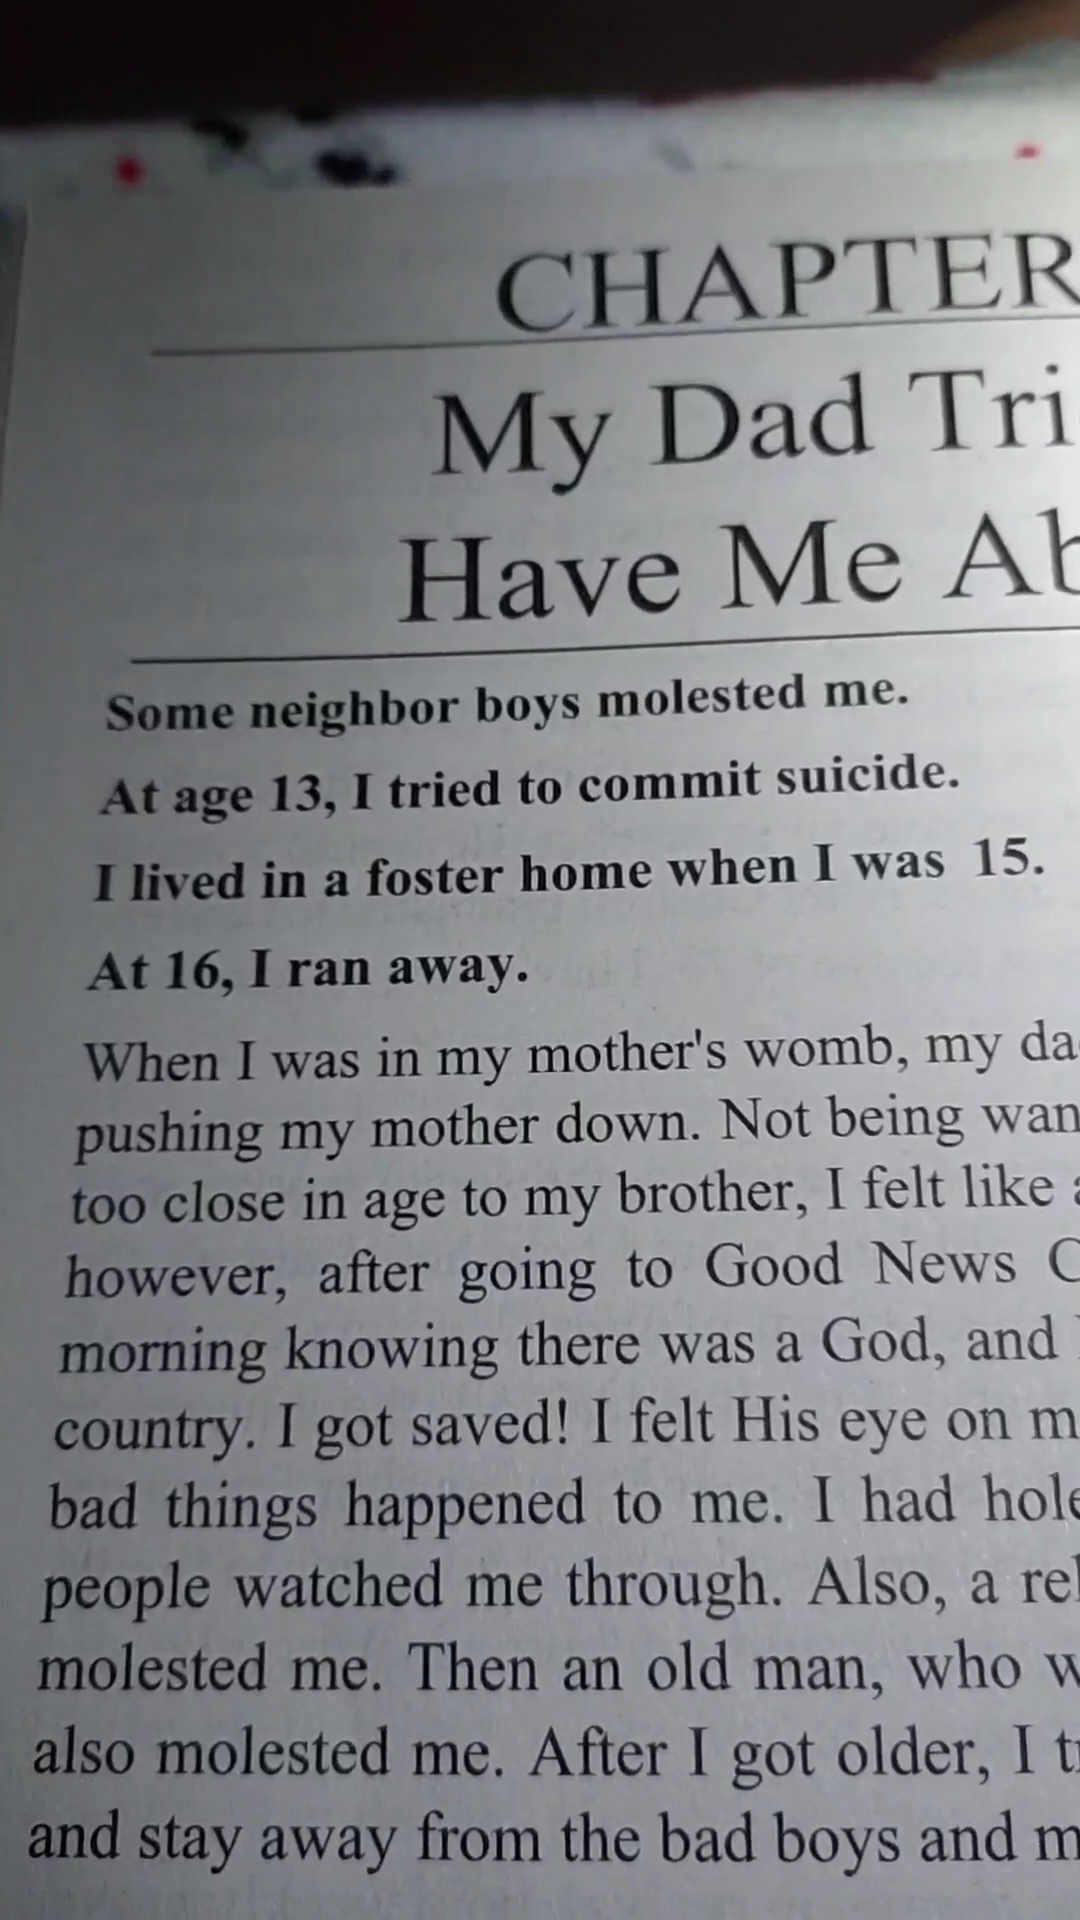 CHAPTER
My Dad Tri
Have Me Ab
Some neighbor boys molested me.
At age 13, I tried to commit suicide.
I lived in a foster home when I was 15.
At 16, I ran away.
When I was in my mother's womb, my da
pushing my mother down. Not being wan
too close in age to my brother, I felt like a
however, after going to Good News C
morning knowing there was a God, and
country. I got saved! I felt His eye on m
bad things happened to me. I had hole
people watched me through. Also, a rel
molested me. Then an old man, who w
also molested me. After I got older, I tr
and stay away from the bad boys and m